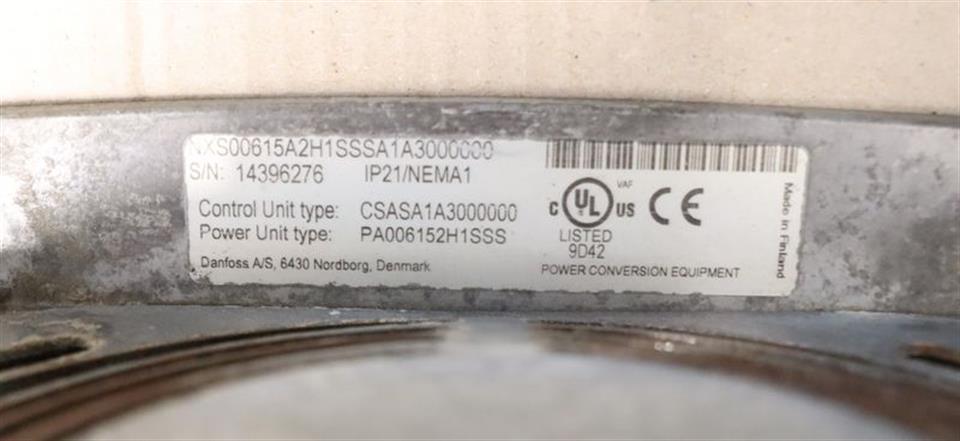 NXS00615A2H1SSSA1A3000000
S/N: 14396276 IP21/NEMA1
Control Unit type: CSASA1A3000000
Power Unit type: PA006152H1SSS
Danfoss A/S, 6430 Nordborg, Denmark
VAF
C UL US CE
LISTED
9D42
POWER CONVERSION EQUIPMENT
Made in Finland